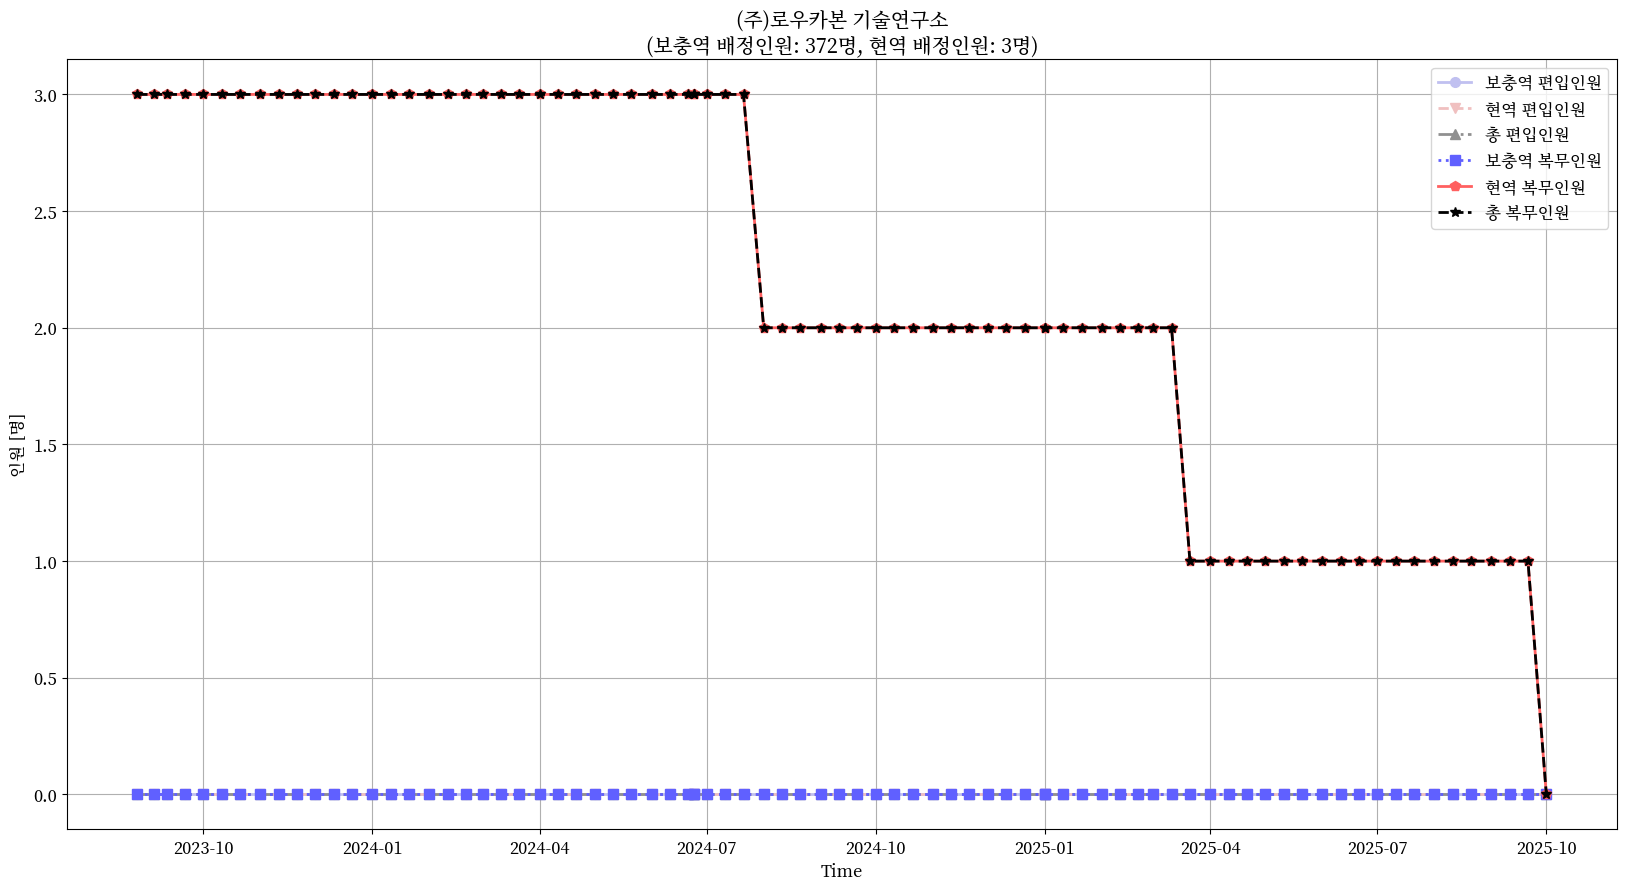 (주)로우카본 기술연구소
(보충역 배정인원: 372명, 현역 배정인원: 3명)
보충역 편입인원
현역 편입인원
총 편입인원
보충역 복무인원
현역 복무인원
총 복무인원
인원 [명]
3.0
2.5
2.0
1.5
1.0
0.5
0.0
2023-10
2024-01
2024-04
2024-07
2024-10
2025-01
2025-04
2025-07
2025-10
Time